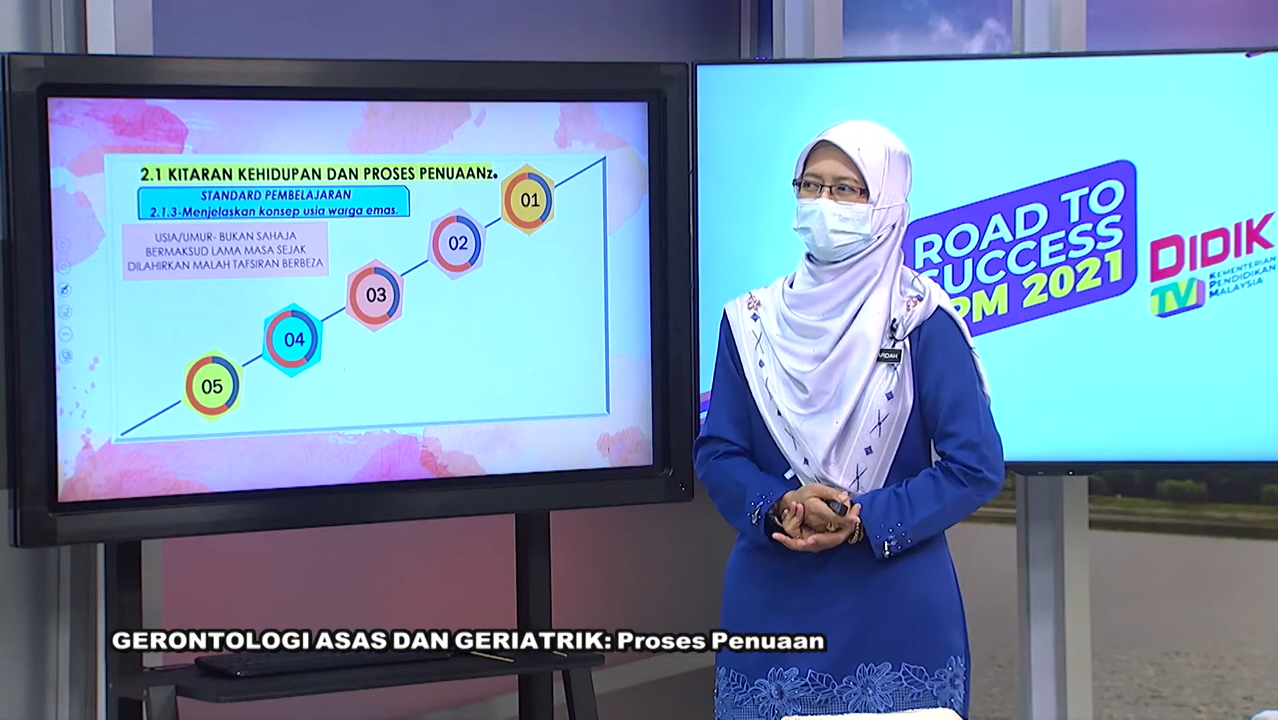 2.1 KITARAN KEHIDUPAN DAN PROSES PENUAANz.
STANDARD PEMBELAJARAN
2.1.3-Menjelaskan konsep usia warga emas.
USIA/UMUR- BUKAN SAHAJA
BERMAKSUD LAMA MASA SEJAK
DILAHIRKAN MALAH TAFSIRAN BERBEZA
01
02
03
04
05
ROAD TO
SUCCESS
PM 2021
DIDIK
TV
KEMENTERIAN
PENDIDIKAN
MALAYSIA
ARDAH
GERONTOLOGI ASAS DAN GERIATRIK: Proses Penuaan